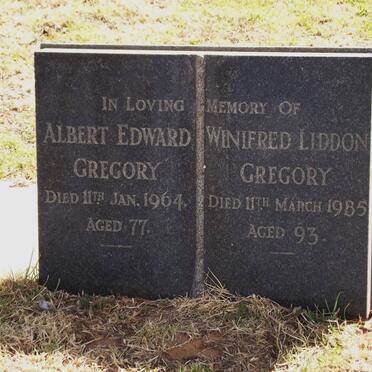 IN LOVING MEMORY OF
ALBERT EDWARD
GREGORY
DIED 11TH JAN. 1964.
AGED 77.
WINIFRED LIDDON
GREGORY
DIED 11TH MARCH 1985
AGED 93.